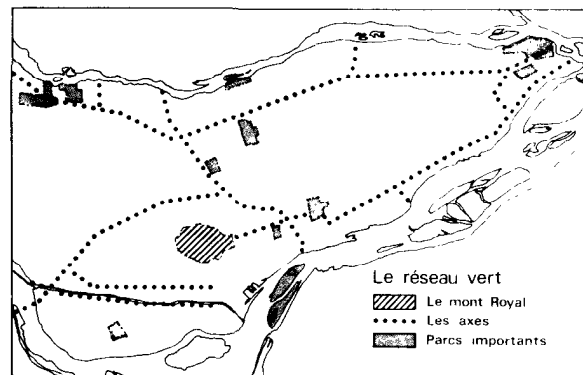 Le réseau vert
Le mont Royal
Les axes
Parcs importants